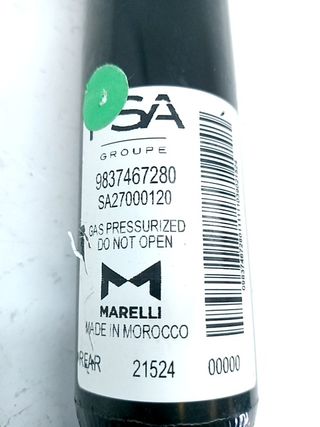 PSA
GROUPE
9837467280
SA27000120
GAS PRESSURIZED
DO NOT OPEN
MARELLI
MADE IN MOROCCO
REAR 21524 00000